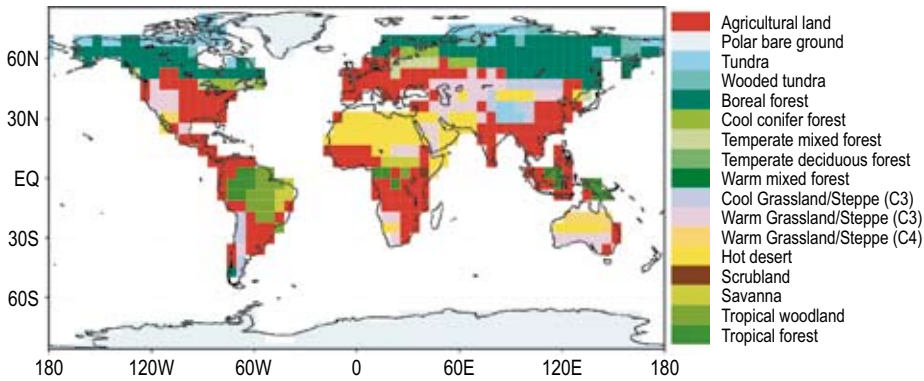 60N
30N
EQ
30S
60S
180
120W
60W
0
60E
120E
180
Agricultural land
Polar bare ground
Tundra
Wooded tundra
Boreal forest
Cool conifer forest
Temperate mixed forest
Temperate deciduous forest
Warm mixed forest
Cool Grassland/Steppe (C3)
Warm Grassland/Steppe (C3)
Warm Grassland/Steppe (C4)
Hot desert
Scrubland
Savanna
Tropical woodland
Tropical forest